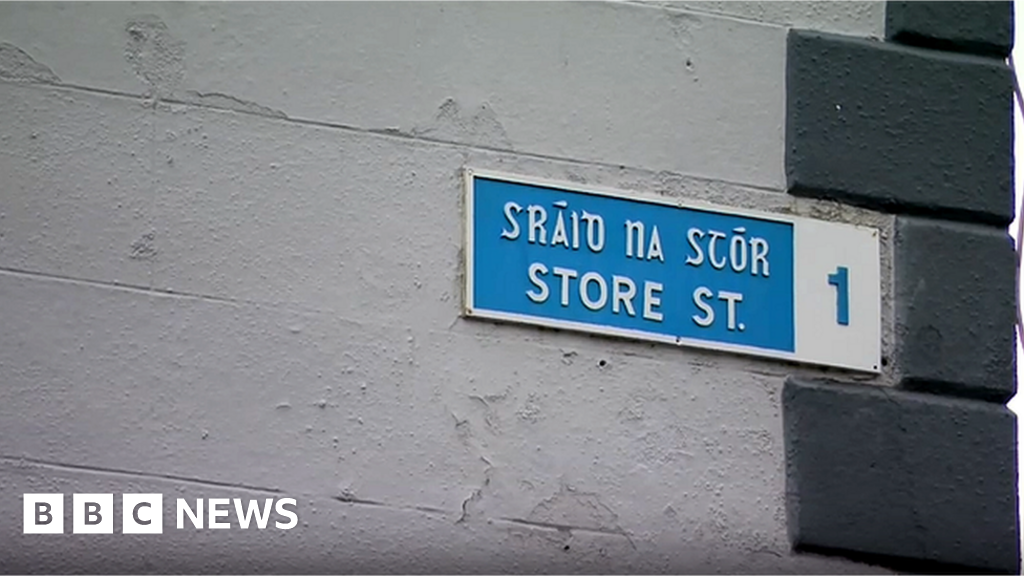 SRÁID NA STÓR
STORE ST.
1
BBC NEWS